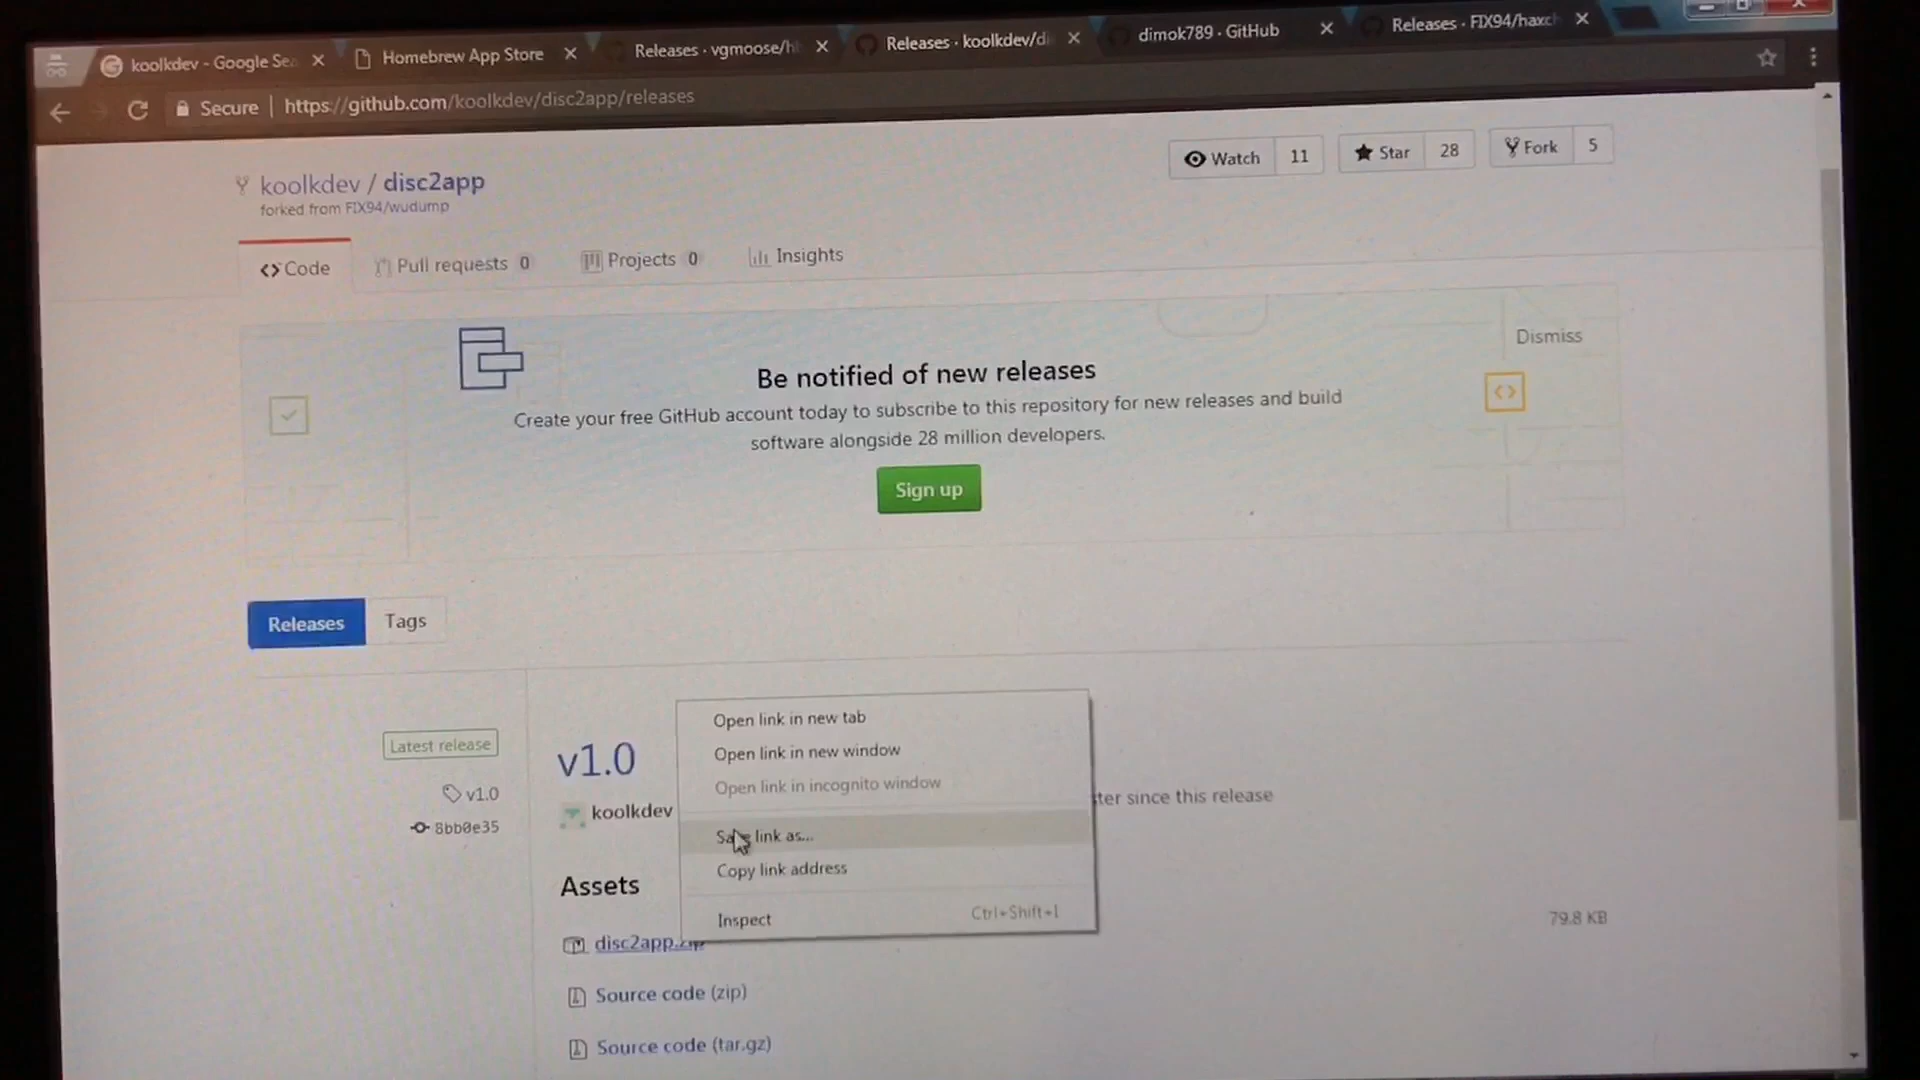 koolkdev - Google Sea
Homebrew App Store
Releases · vgmoose/h
Releases · koolkdev/di
dimok789 · GitHub
Releases · FIX94/haxch
Secure | https://github.com/koolkdev/disc2app/releases
koolkdev / disc2app
forked from FIX94/wudump
Watch 11
Star 28
Fork 5
Code
Pull requests 0
Projects 0
Insights
Dismiss
Be notified of new releases
Create your free GitHub account today to subscribe to this repository for new releases and build
software alongside 28 million developers.
Sign up
Releases
Tags
Latest release
v1.0
8bb0e35
v1.0
koolkdev
ter since this release
Open link in new tab
Open link in new window
Open link in incognito window
Save link as...
Copy link address
Inspect Ctrl+Shift+I
Assets
disc2app.zip
79.8 KB
Source code (zip)
Source code (tar.gz)